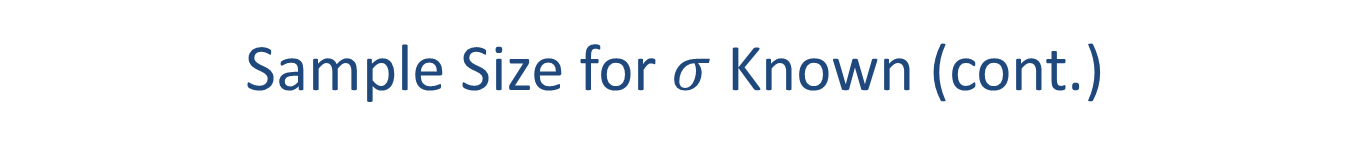 Sample Size for 𝜎 Known (cont.)